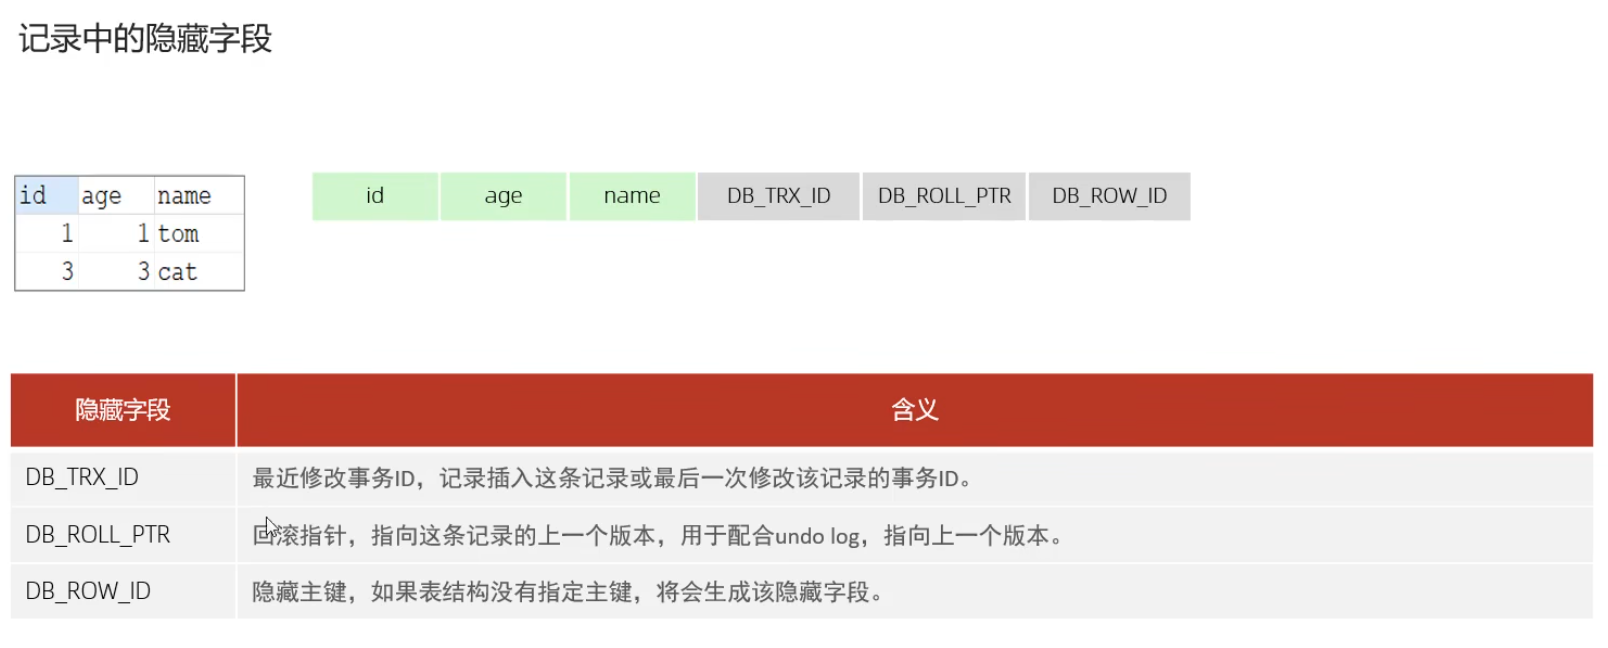 记录中的隐藏字段
id age name
1 1 tom
3 3 cat
id age name DB_TRX_ID DB_ROLL_PTR DB_ROW_ID
隐藏字段 含义
DB_TRX_ID 最近修改事务ID，记录插入这条记录或最后一次修改该记录的事务ID。
DB_ROLL_PTR 回滚指针，指向这条记录的上一个版本，用于配合undo log，指向上一个版本。
DB_ROW_ID 隐藏主键，如果表结构没有指定主键，将会生成该隐藏字段。